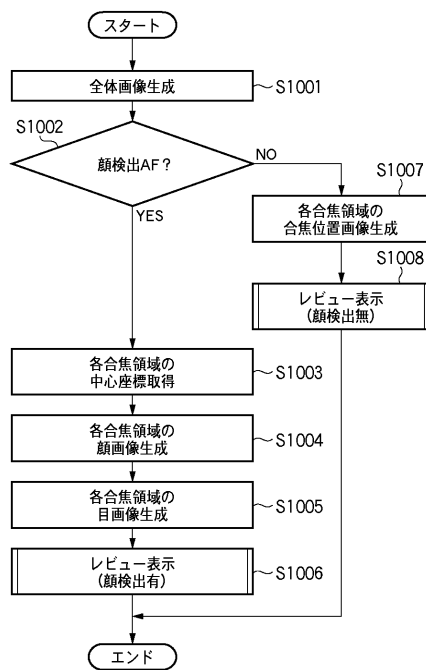 スタート
全体画像生成
S1001
S1002
顔検出AF？
NO
YES
S1007
各合焦領域の
合焦位置画像生成
S1008
レビュー表示
(顔検出無)
各合焦領域の
中心座標取得
S1003
各合焦領域の
顔画像生成
S1004
各合焦領域の
目画像生成
S1005
レビュー表示
(顔検出有)
S1006
エンド